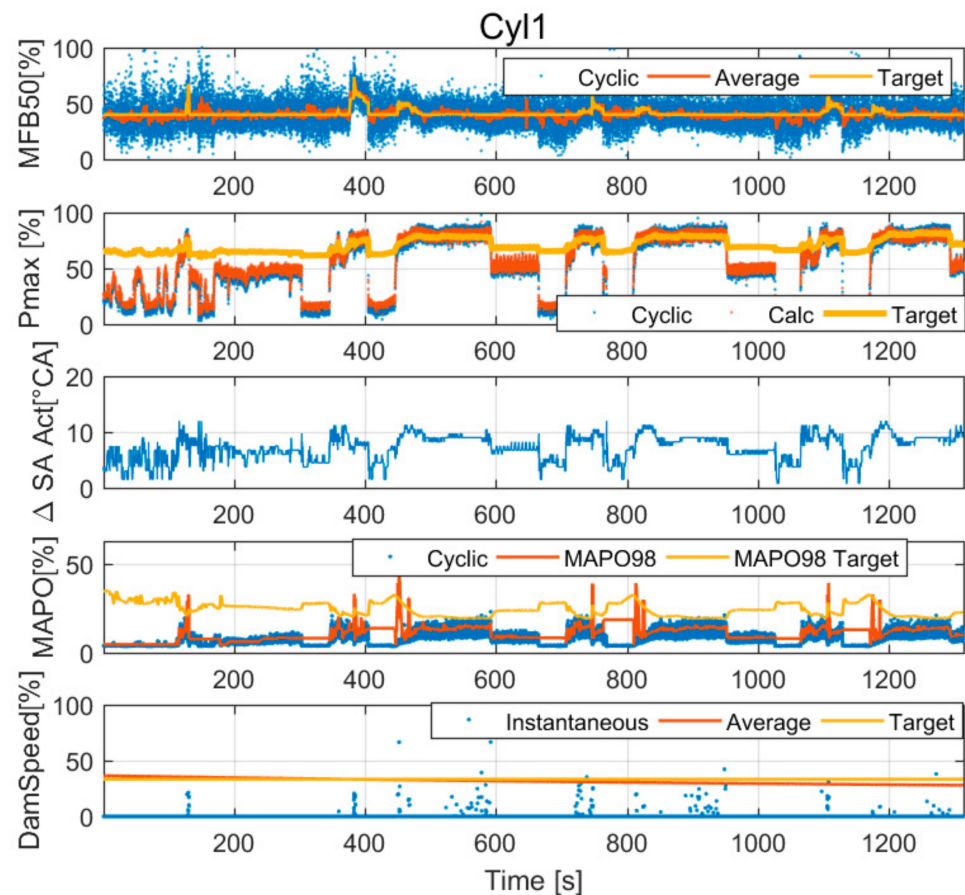 Cyl1
MFB50[%]
100
50
0
Cyclic Average Target
200 400 600 800 1000 1200
Pmax [%]
100
50
0
Cyclic Calc Target
200 400 600 800 1000 1200
Δ SA Act[°CA]
20
10
0
200 400 600 800 1000 1200
MAPO[%]
50
0
Cyclic MAPO98 MAPO98 Target
200 400 600 800 1000 1200
DamSpeed[%]
100
50
0
Instantaneous Average Target
200 400 600 800 1000 1200
Time [s]